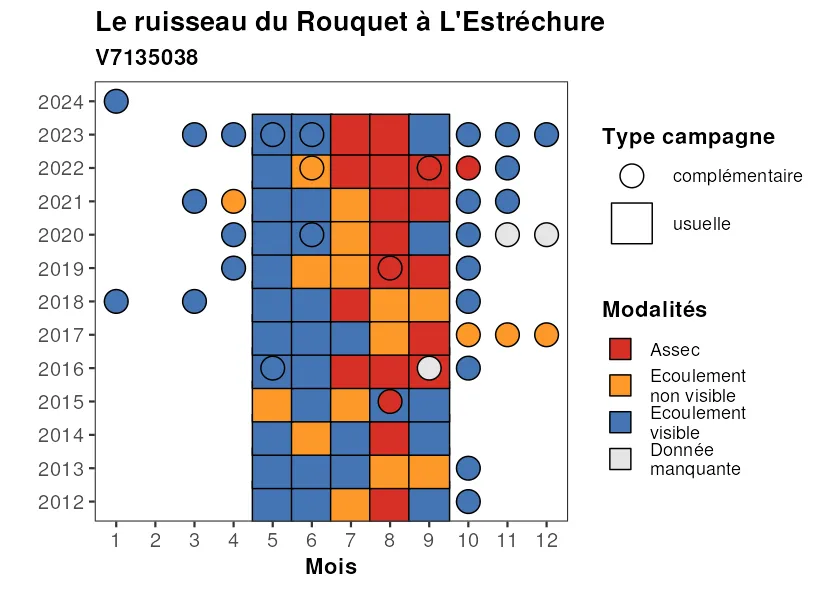 Le ruisseau du Rouquet à L'Estréchure
V7135038
2024
2023
2022
2021
2020
2019
2018
2017
2016
2015
2014
2013
2012
1 2 3 4 5 6 7 8 9 10 11 12
Mois
Type campagne
complémentaire
usuelle
Modalités
Assec
Ecoulement
non visible
Ecoulement
visible
Donnée
manquante